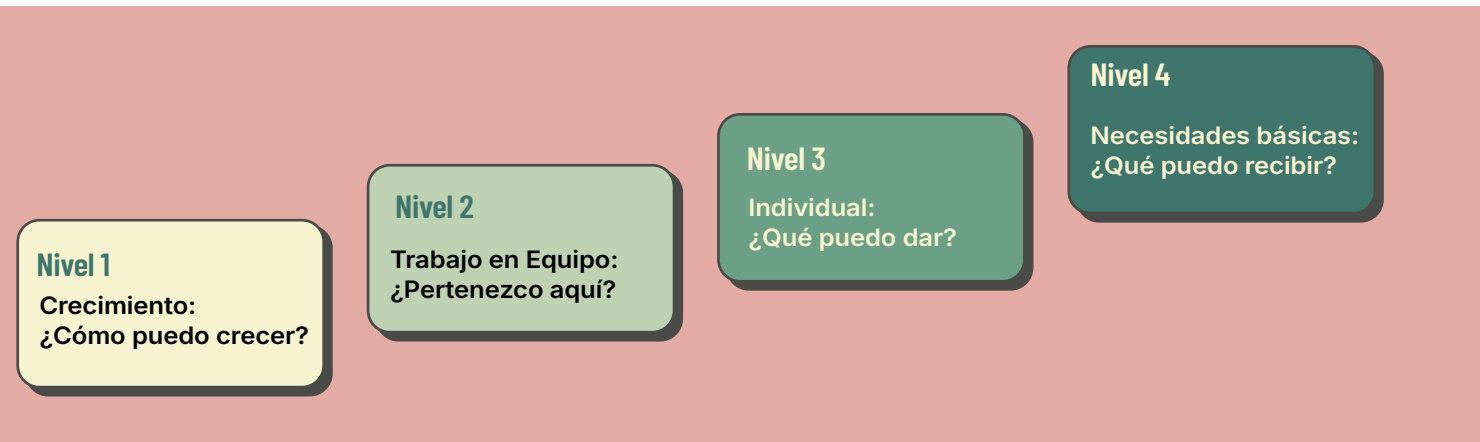 Nivel 1
Crecimiento:
¿Cómo puedo crecer?
Nivel 2
Trabajo en Equipo:
¿Pertenezco aquí?
Nivel 3
Individual:
¿Qué puedo dar?
Nivel 4
Necesidades básicas:
¿Qué puedo recibir?